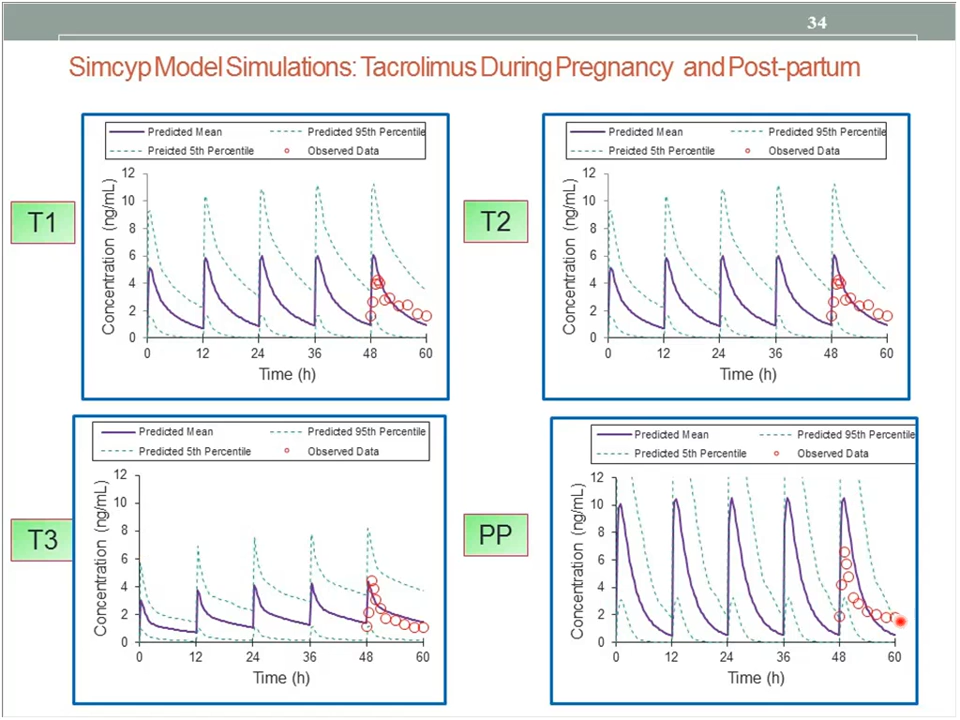 34
Simcyp Model Simulations: Tacrolimus During Pregnancy and Post-partum
T1
Predicted Mean
Predicted 95th Percentile
Preicted 5th Percentile
Observed Data
Concentration (ng/mL)
12
10
8
6
4
2
0
0 12 24 36 48 60
Time (h)
T2
Predicted Mean
Predicted 95th Percentile
Preicted 5th Percentile
Observed Data
Concentration (ng/mL)
12
10
8
6
4
2
0
0 12 24 36 48 60
Time (h)
T3
Predicted Mean
Predicted 95th Percentile
Predicted 5th Percentile
Observed Data
Concentration (ng/mL)
12
10
8
6
4
2
0
0 12 24 36 48 60
Time (h)
PP
Predicted Mean
Predicted 95th Percentile
Predicted 5th Percentile
Observed Data
Concentration (ng/mL)
12
10
8
6
4
2
0
0 12 24 36 48 60
Time (h)